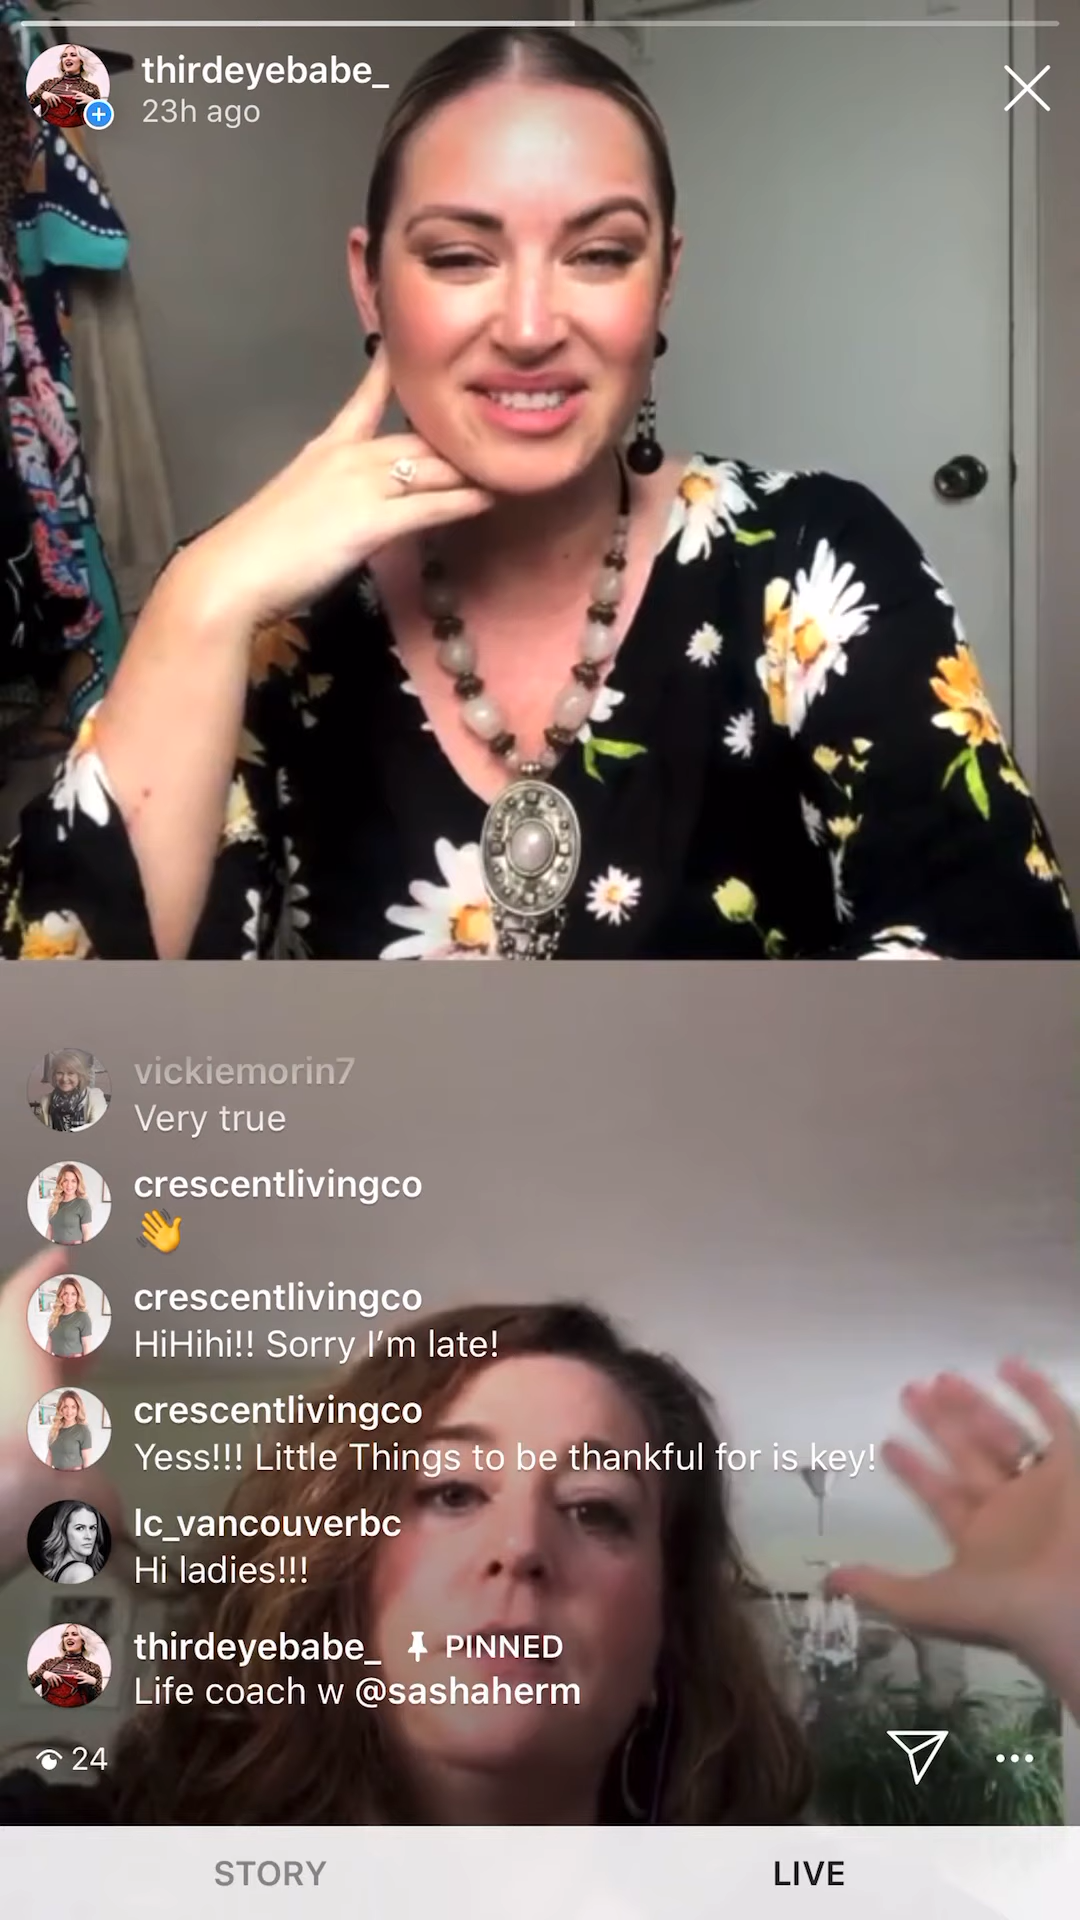 thirdeyebabe_
23h ago
vickiemorin7
Very true
crescentlivingco
👋
crescentlivingco
HiHihi!! Sorry I’m late!
crescentlivingco
Yess!!! Little Things to be thankful for is key!
lc_vancouverbc
Hi ladies!!!
thirdeyebabe_ PINNED
Life coach w @sashaherm
24
STORY
LIVE